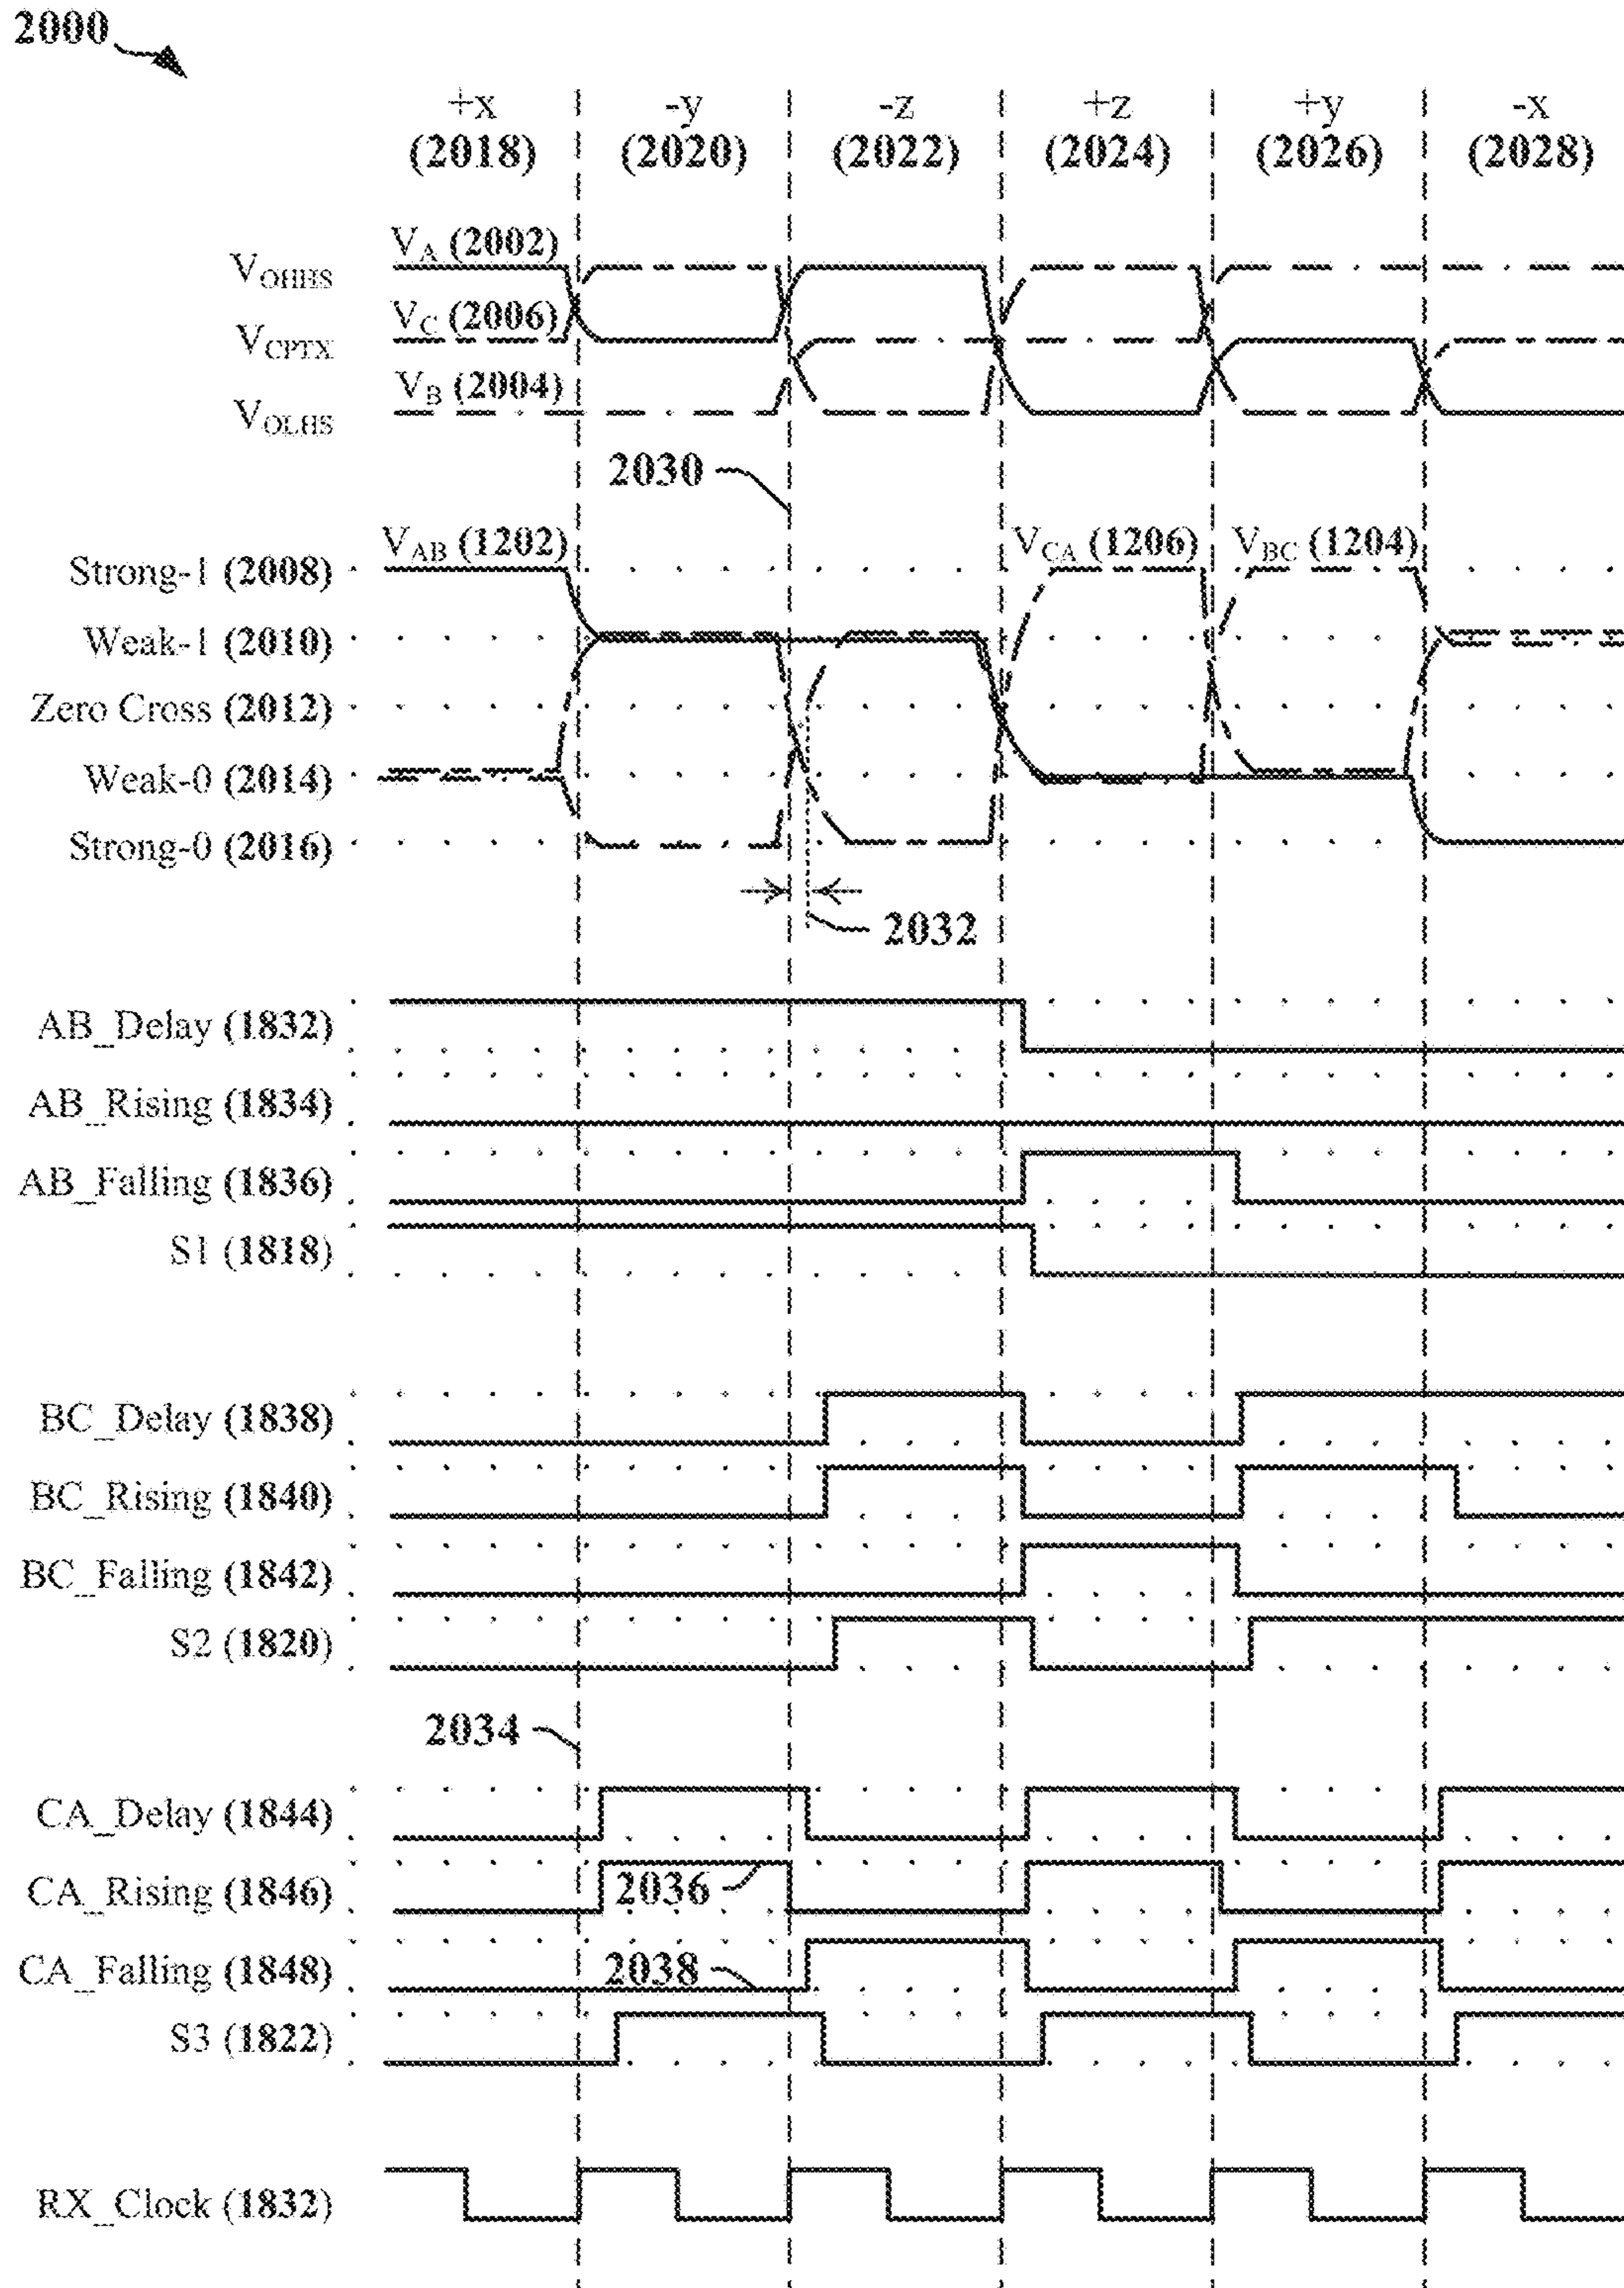 2000
+x -y -z +z +y -x
(2018) (2020) (2022) (2024) (2026) (2028)
VA (2002)
VOHHS
VC (2006)
VCPTX
VB (2004)
VOLHS
2030
VAB (1202) VCA (1206) VBC (1204)
Strong-1 (2008)
Weak-1 (2010)
Zero Cross (2012)
Weak-0 (2014)
Strong-0 (2016)
2032
AB_Delay (1832)
AB_Rising (1834)
AB_Falling (1836)
S1 (1818)
BC_Delay (1838)
BC_Rising (1840)
BC_Falling (1842)
S2 (1820)
2034
CA_Delay (1844)
CA_Rising (1846)
2036
CA_Falling (1848)
2038
S3 (1822)
RX_Clock (1832)